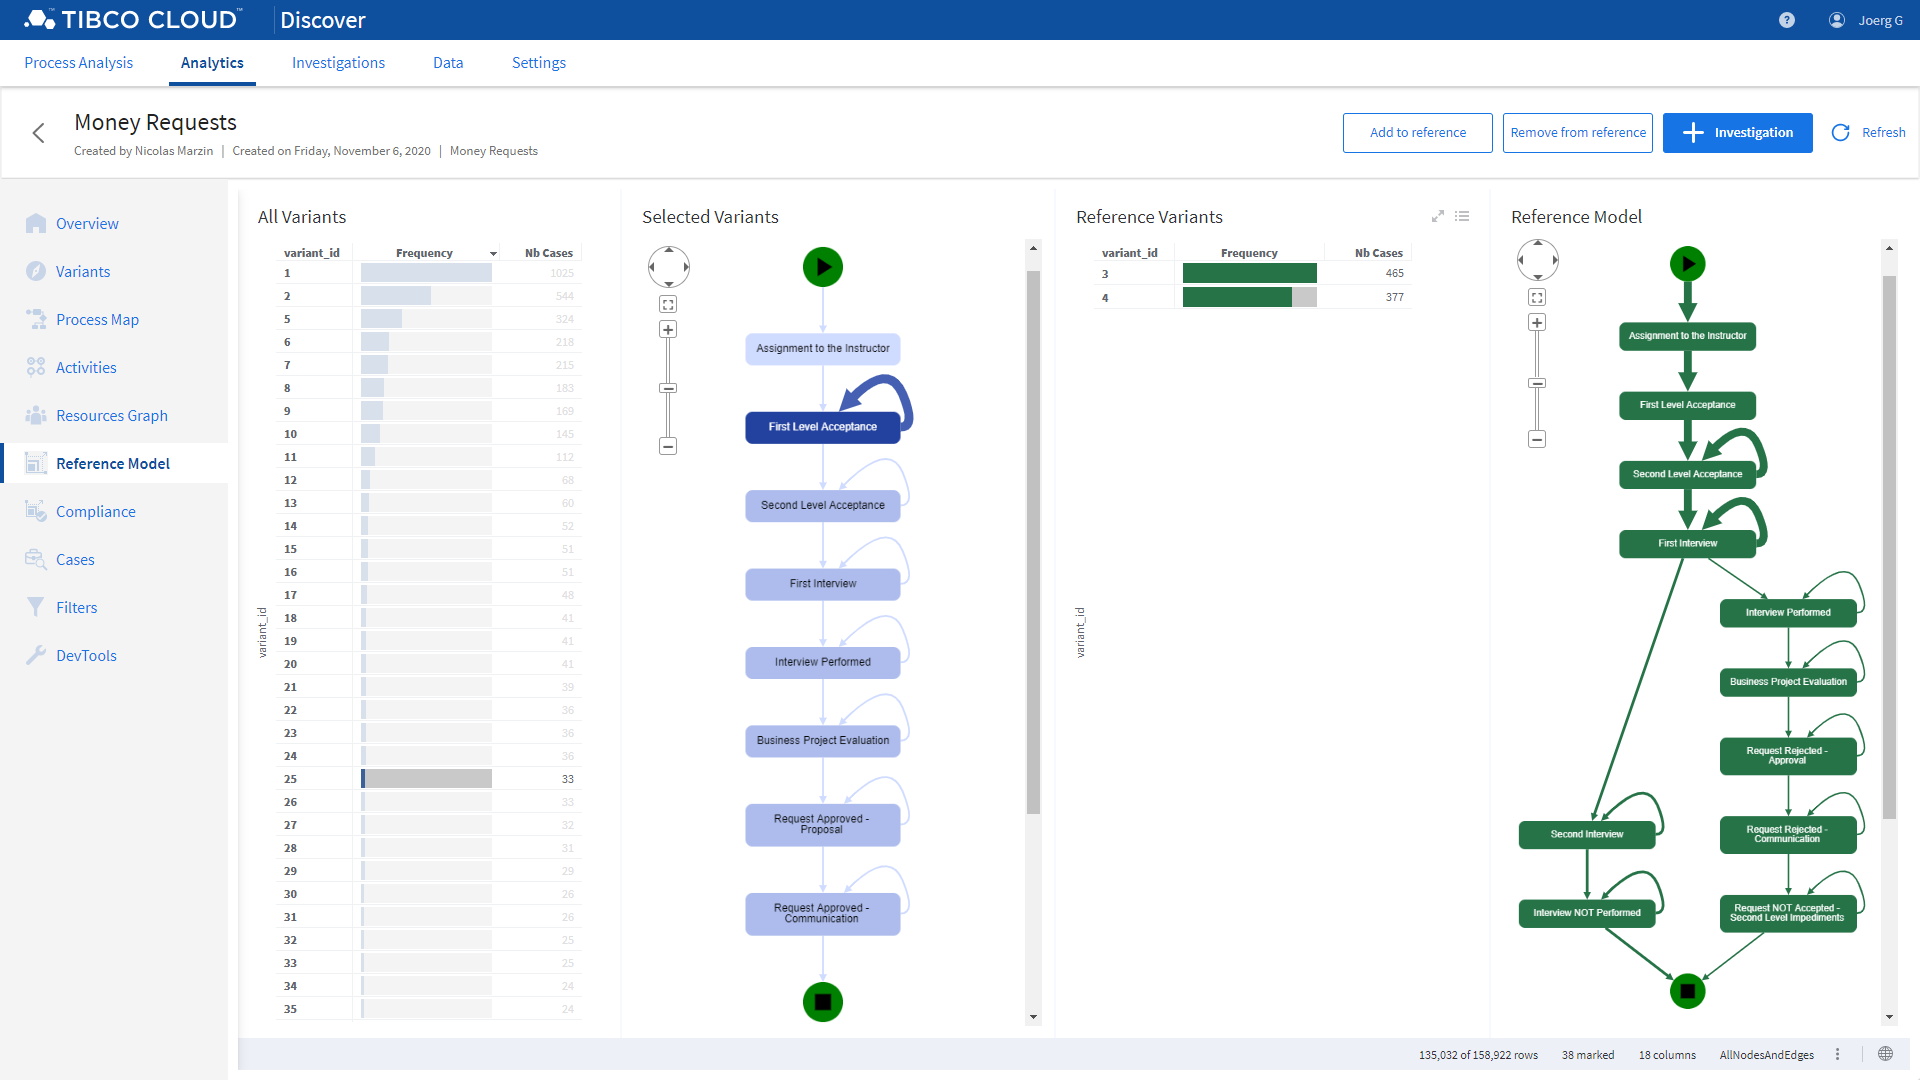 TIBCO CLOUD™ Discover
? Joerg G
Process Analysis Analytics Investigations Data Settings
Money Requests
Created by Nicolas Marzin | Created on Friday, November 6, 2020 | Money Requests
Add to reference Remove from reference Investigation Refresh
Overview
Variants
Process Map
Activities
Resources Graph
Reference Model
Compliance
Cases
Filters
DevTools
All Variants
variant_id Frequency Nb Cases
1 1025
2 544
5 324
6 218
7 215
8 183
9 169
10 145
11 112
12 68
13 60
14 52
15 51
16 51
17 48
18 41
19 41
20 41
21 39
22 36
23 36
24 36
25 33
26 33
27 32
28 31
29 29
30 26
31 26
32 25
33 25
34 24
35 24
variant_id
Selected Variants
Assignment to the Instructor
First Level Acceptance
Second Level Acceptance
First Interview
Interview Performed
Business Project Evaluation
Request Approved -
Proposal
Request Approved -
Communication
Reference Variants
variant_id Frequency Nb Cases
3 465
4 377
variant_id
Reference Model
Assignment to the Instructor
First Level Acceptance
Second Level Acceptance
First Interview
Interview Performed
Business Project Evaluation
Request Rejected -
Approval
Second Interview
Request Rejected -
Communication
Interview NOT Performed
Request NOT Accepted -
Second Level Impediments
135,032 of 158,922 rows 38 marked 18 columns AllNodesAndEdges